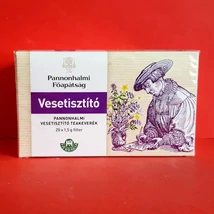 Pannonhalmi
Főapátság
Vesetisztító
PANNONHALMI
VESETISZTÍTÓ TEAKEVERÉK
20 x 1,5 g filter